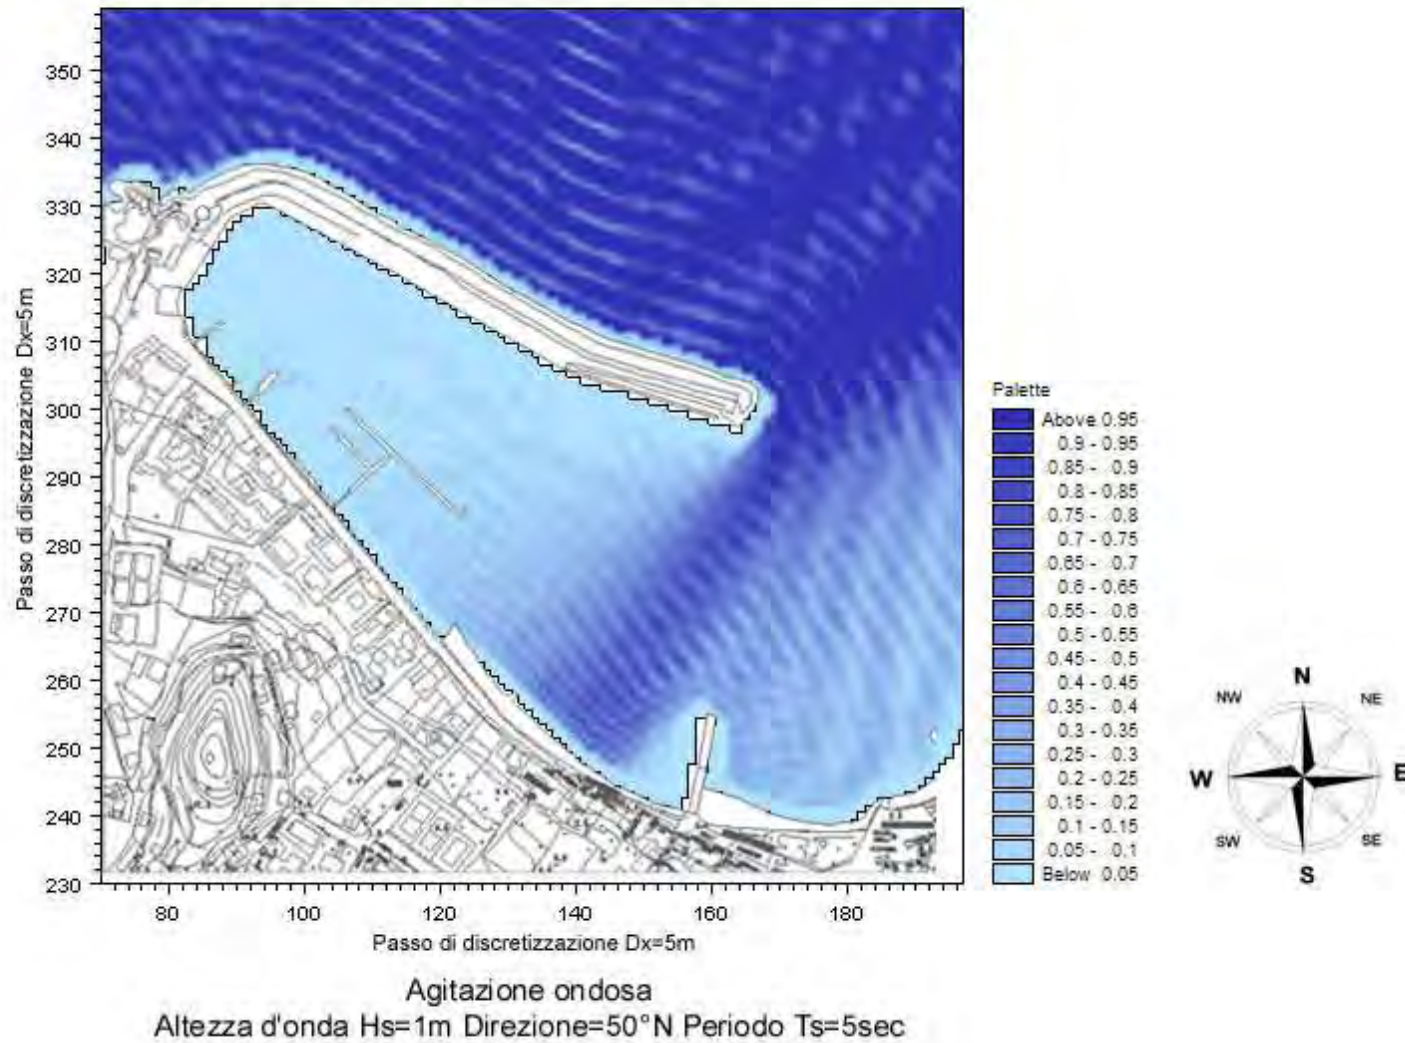 350
340
330
320
310
300
290
280
270
260
250
240
230
Passo di discretizzazione Dx=5m
80
100
120
140
160
180
Passo di discretizzazione Dx=5m
Palette
Above 0.95
0.9 - 0.95
0.85 - 0.9
0.8 - 0.85
0.75 - 0.8
0.7 - 0.75
0.65 - 0.7
0.6 - 0.65
0.55 - 0.6
0.5 - 0.55
0.45 - 0.5
0.4 - 0.45
0.35 - 0.4
0.3 - 0.35
0.25 - 0.3
0.2 - 0.25
0.15 - 0.2
0.1 - 0.15
0.05 - 0.1
Below 0.05
N
NW
NE
W
E
SW
SE
S
Agitazione ondosa
Altezza d'onda Hs=1m Direzione=50°N Periodo Ts=5sec